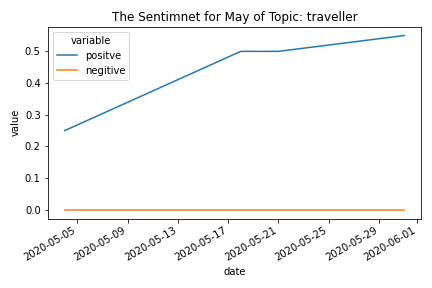 The Sentimnet for May of Topic: traveller
variable
positve
negitive
value
0.5
0.4
0.3
0.2
0.1
0.0
2020-05-05
2020-05-09
2020-05-13
2020-05-17
2020-05-21
2020-05-25
2020-05-29
2020-06-01
date